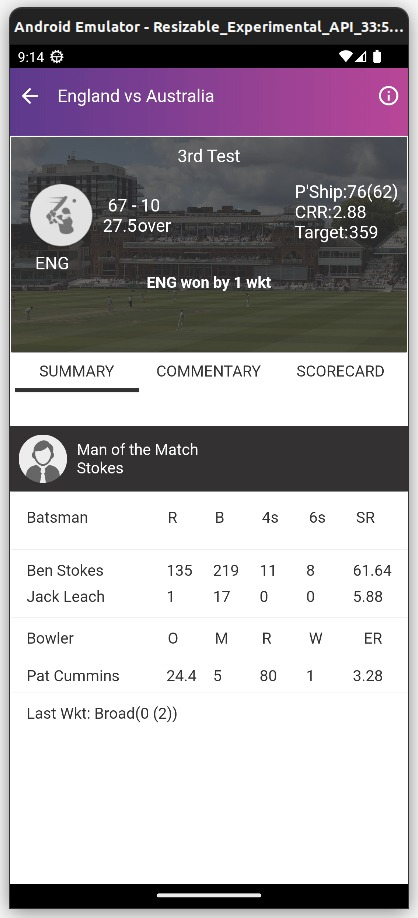 Android Emulator - Resizable_Experimental_API_33:5...
9:14
England vs Australia
3rd Test
67 - 10
27.5over
P'Ship:76(62)
CRR:2.88
Target:359
ENG
ENG won by 1 wkt
SUMMARY COMMENTARY SCORECARD
Man of the Match
Stokes
Batsman R B 4s 6s SR
Ben Stokes 135 219 11 8 61.64
Jack Leach 1 17 0 0 5.88
Bowler O M R W ER
Pat Cummins 24.4 5 80 1 3.28
Last Wkt: Broad(0 (2))